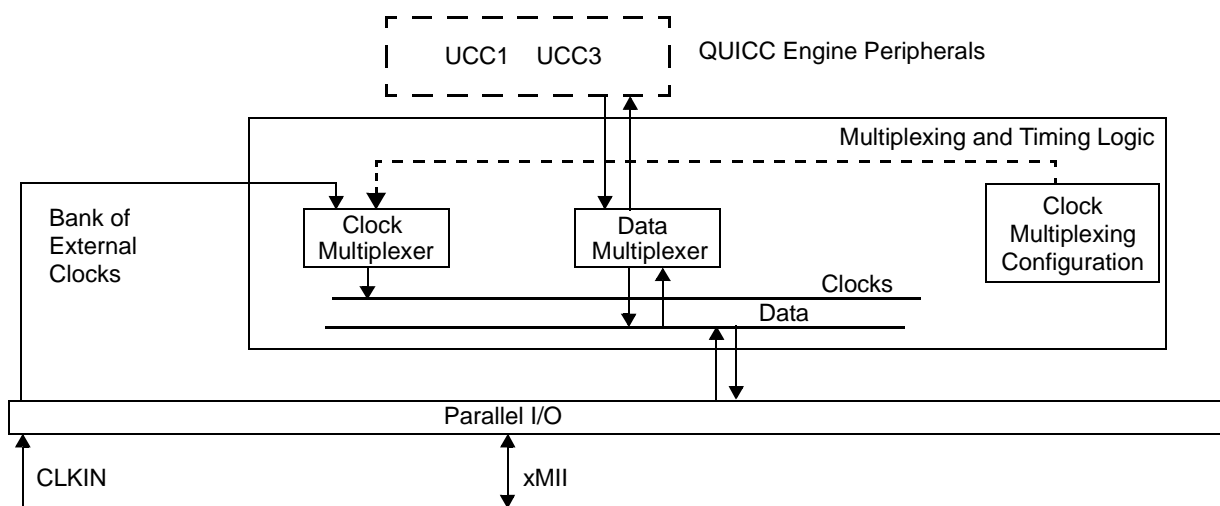 UCC1 UCC3
QUICC Engine Peripherals
Multiplexing and Timing Logic
Bank of
External
Clocks
Clock
Multiplexer
Data
Multiplexer
Clock
Multiplexing
Configuration
Clocks
Data
Parallel I/O
CLKIN
xMII